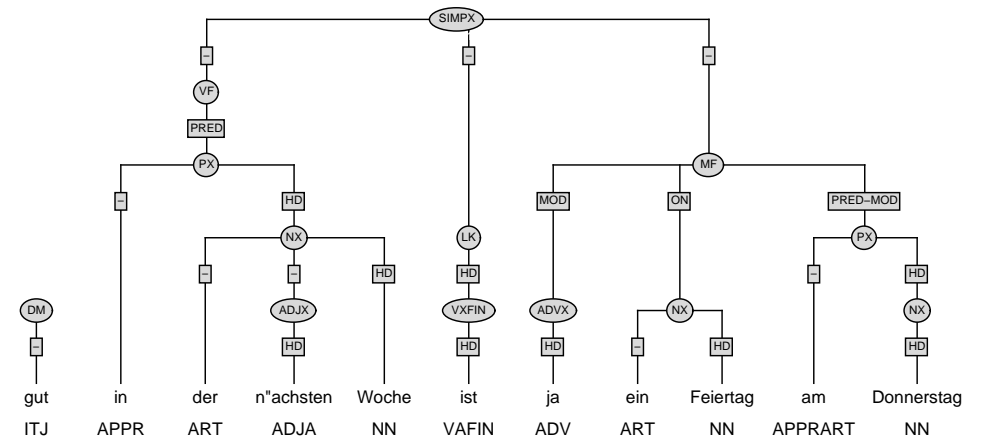 SIMPX
– – –
VF
PRED
PX MF
– HD MOD ON PRED–MOD
NX LK PX
– – HD HD – HD
DM ADJX VXFIN ADVX NX NX
– HD HD HD – HD HD
gut in der n"achsten Woche ist ja ein Feiertag am Donnerstag
ITJ APPR ART ADJA NN VAFIN ADV ART NN APPRART NN